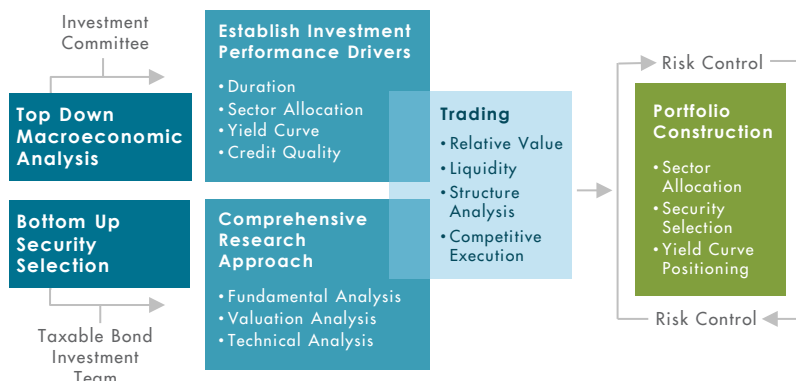 Investment
Committee
Top Down
Macroeconomic
Analysis
Bottom Up
Security
Selection
Taxable Bond
Investment
Team
Establish Investment
Performance Drivers
• Duration
• Sector Allocation
• Yield Curve
• Credit Quality
Comprehensive
Research
Approach
• Fundamental Analysis
• Valuation Analysis
• Technical Analysis
Trading
• Relative Value
• Liquidity
• Structure
Analysis
• Competitive
Execution
Risk Control
Portfolio
Construction
• Sector
Allocation
• Security
Selection
• Yield Curve
Positioning
Risk Control